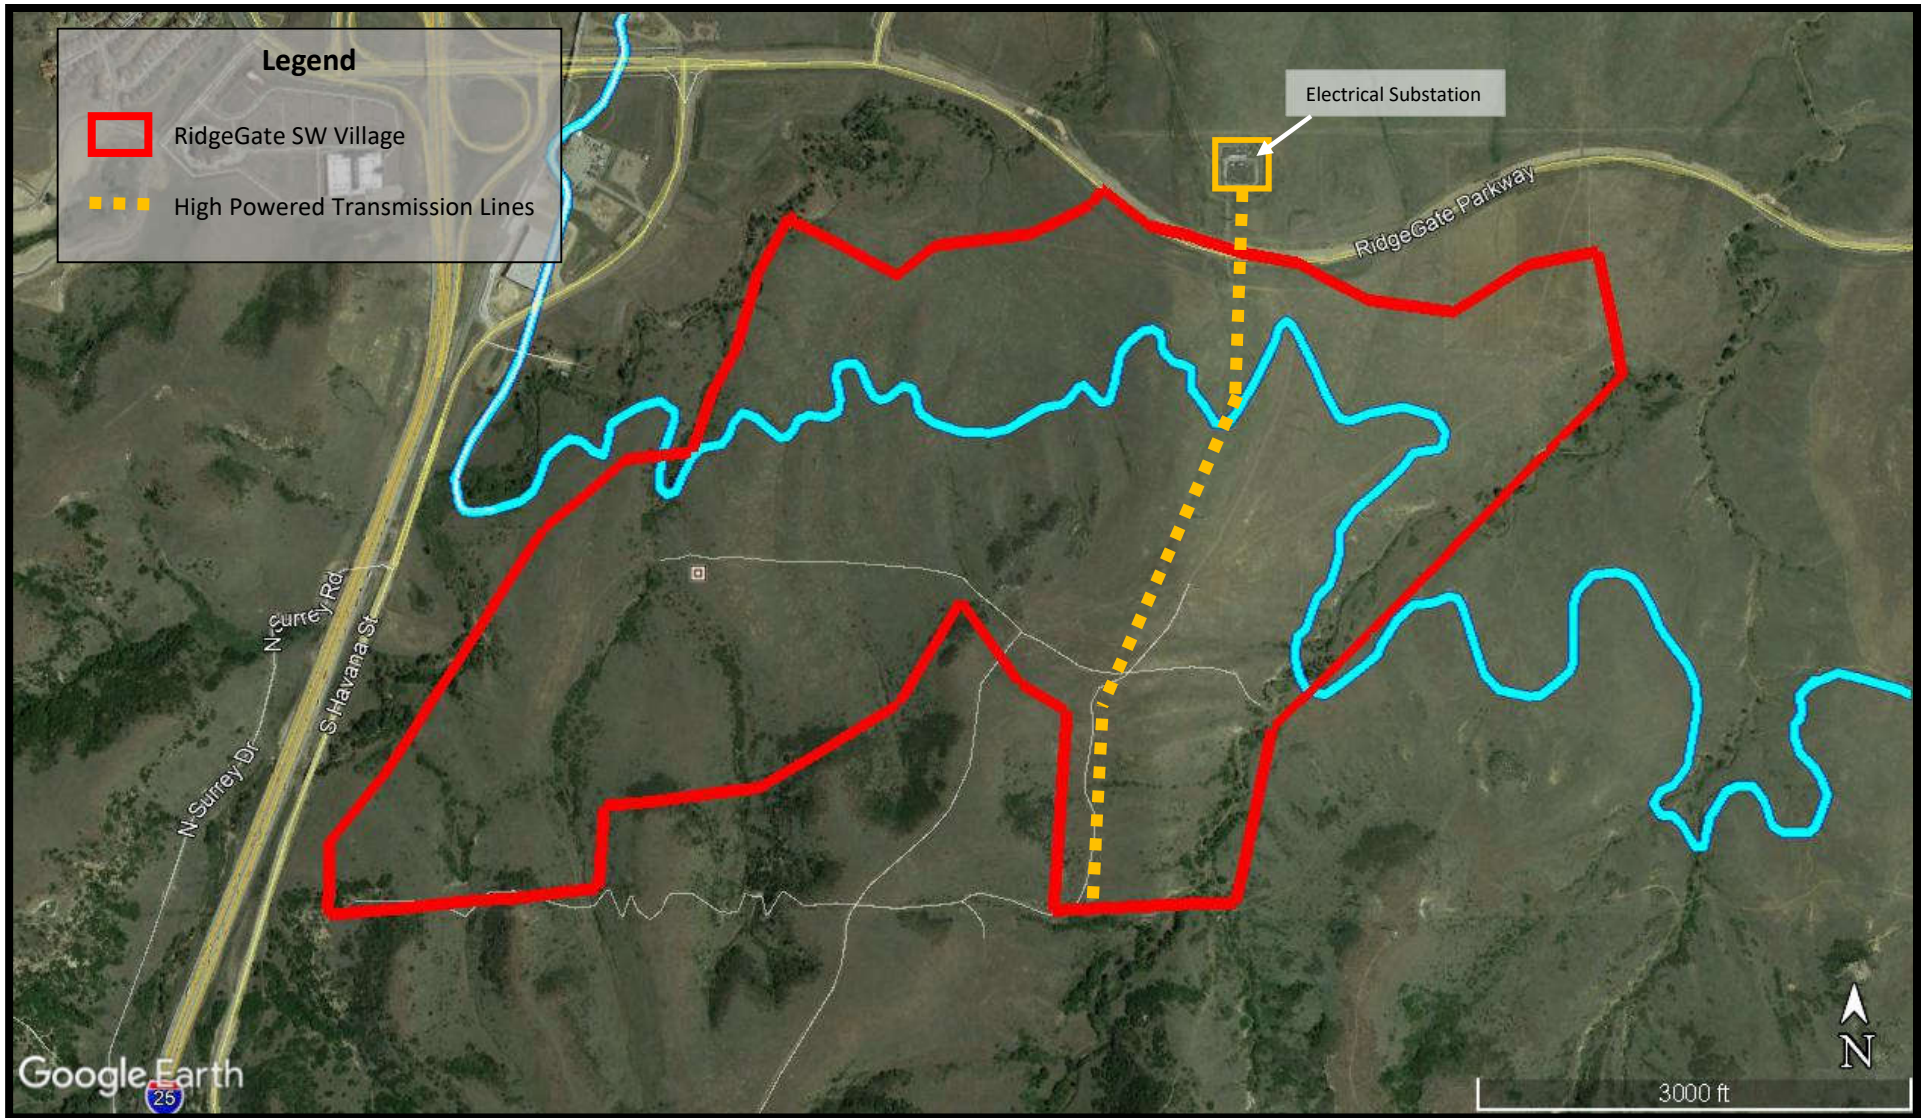 Legend
RidgeGate SW Village
High Powered Transmission Lines
Electrical Substation
RidgeGate Parkway
N Surrey Rd
S Havana St
N Surrey Dr
Google Earth
25
N
3000 ft